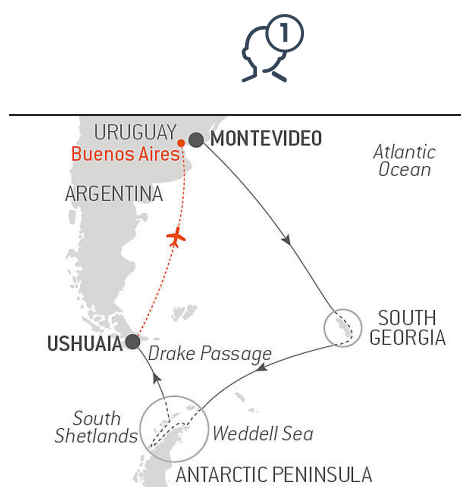 1
URUGUAY
MONTEVIDEO
Buenos Aires
Atlantic
Ocean
ARGENTINA
SOUTH
GEORGIA
USHUAIA
Drake Passage
South
Shetlands
Weddell Sea
ANTARCTIC PENINSULA